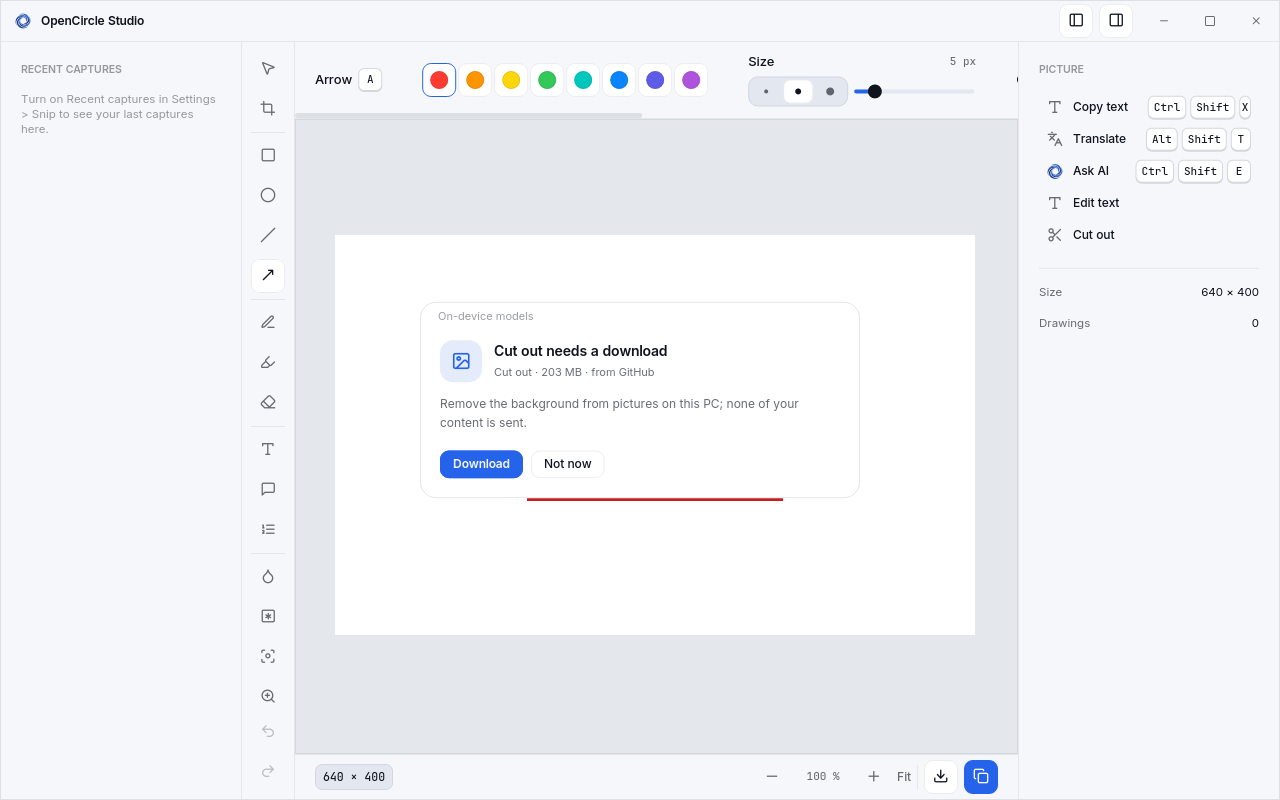 OpenCircle Studio
RECENT CAPTURES
Turn on Recent captures in Settings
> Snip to see your last captures
here.
Arrow A
Size 5 px
On-device models
Cut out needs a download
Cut out · 203 MB · from GitHub
Remove the background from pictures on this PC; none of your
content is sent.
Download Not now
640 × 400
100 %
Fit
PICTURE
Copy text Ctrl Shift X
Translate Alt Shift T
Ask AI Ctrl Shift E
Edit text
Cut out
Size 640 × 400
Drawings 0